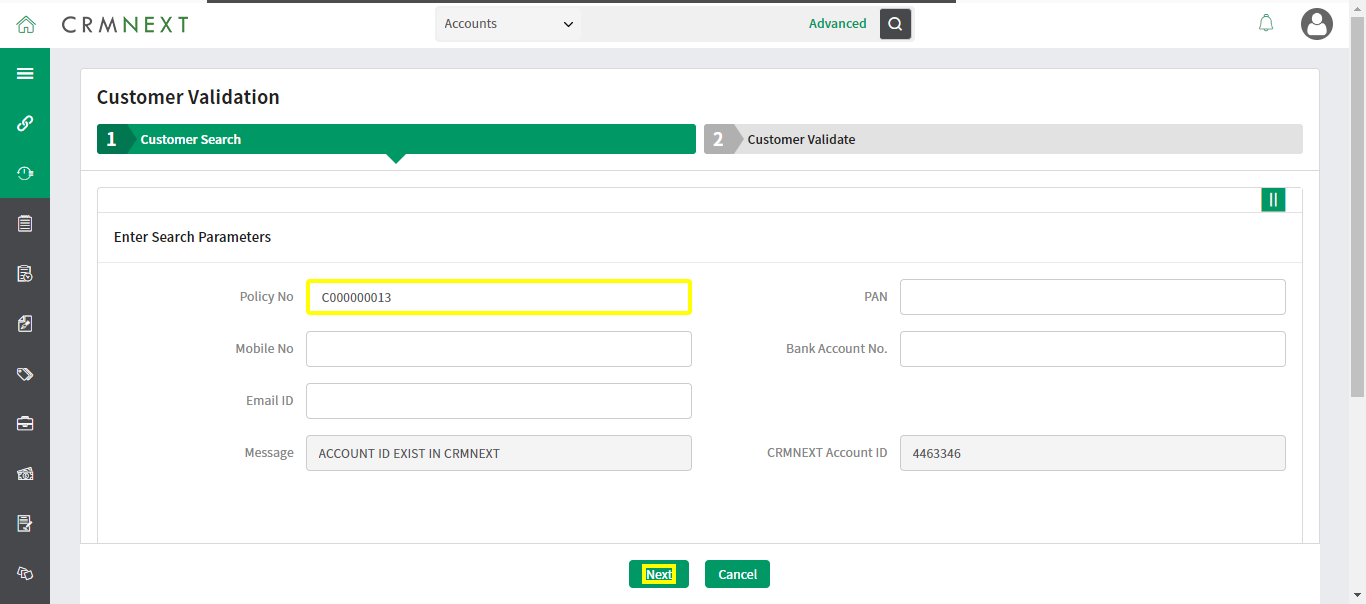 CRMNEXT
Accounts
Advanced
Customer Validation
1 Customer Search
2 Customer Validate
Enter Search Parameters
Policy No C000000013
PAN
Mobile No
Bank Account No.
Email ID
Message ACCOUNT ID EXIST IN CRMNEXT
CRMNEXT Account ID 4463346
Next Cancel